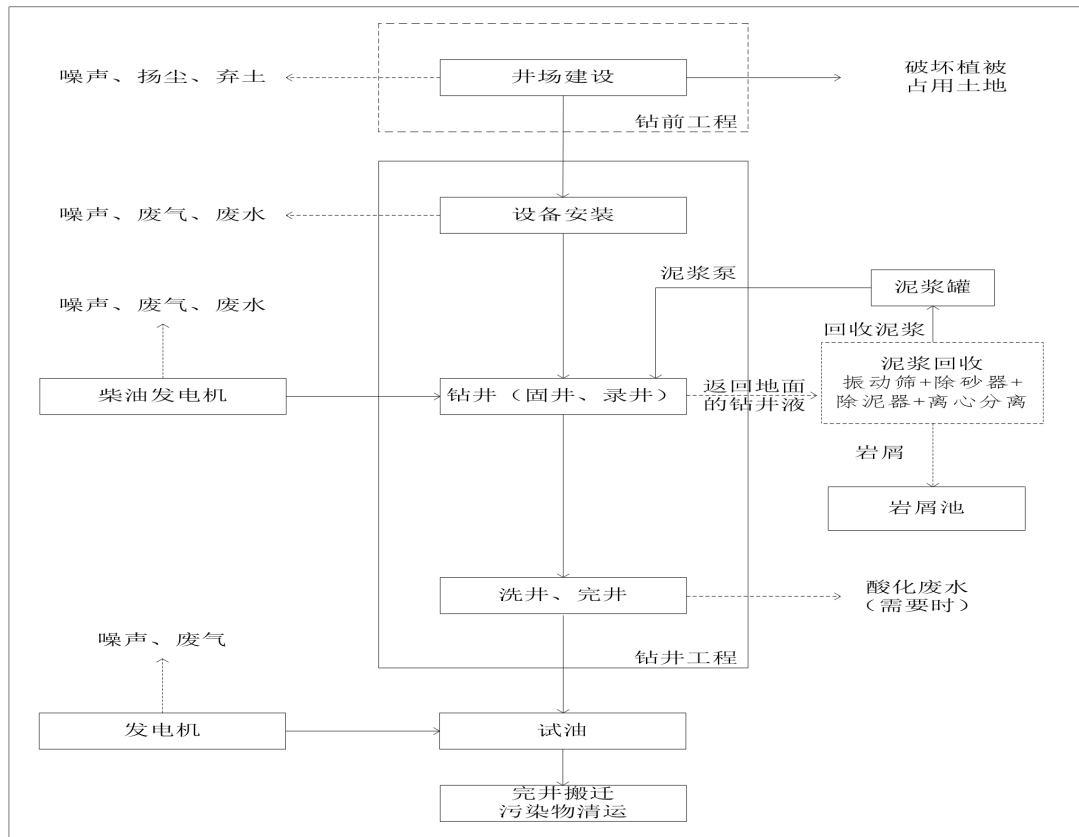 噪声、扬尘、弃土
井场建设
破坏植被
占用土地
钻前工程
噪声、废气、废水
设备安装
泥浆泵
泥浆罐
噪声、废气、废水
回收泥浆
泥浆回收
振动筛+除砂器+
除泥器+离心分离
柴油发电机
钻井（固井、录井）
返回地面
的钻井液
岩屑
岩屑池
洗井、完井
酸化废水
（需要时）
噪声、废气
钻井工程
发电机
试油
完井搬迁
污染物清运